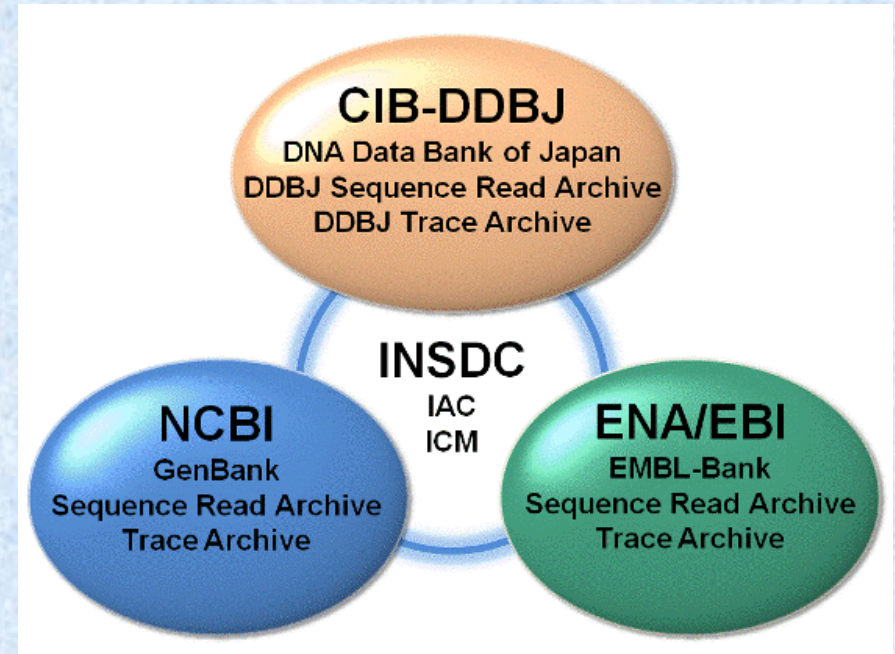 CIB-DDBJ
DNA Data Bank of Japan
DDBJ Sequence Read Archive
DDBJ Trace Archive
INSDC
IAC
ICM
NCBI
GenBank
Sequence Read Archive
Trace Archive
ENA/EBI
EMBL-Bank
Sequence Read Archive
Trace Archive